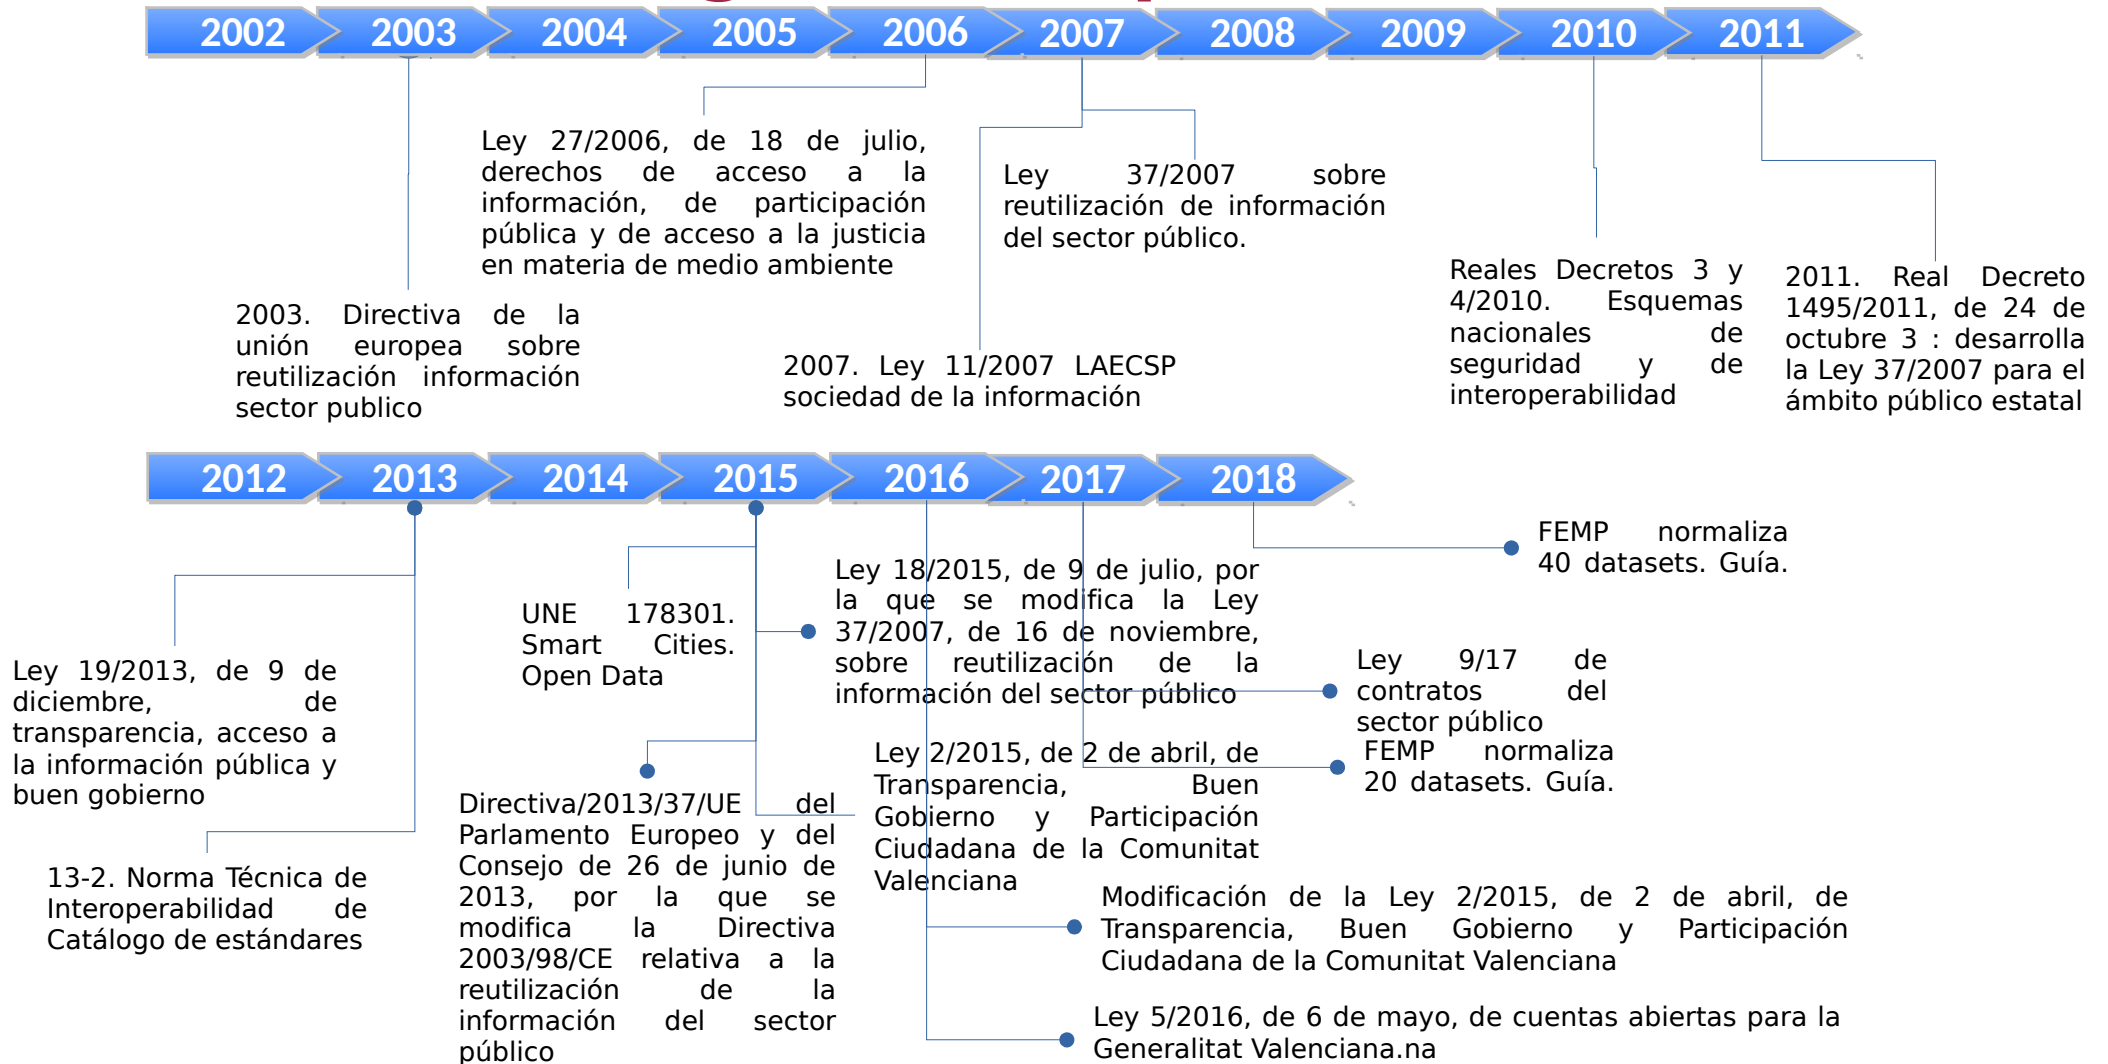 2002 2003 2004 2005 2006 2007 2008 2009 2010 2011
Ley 27/2006, de 18 de julio,
derechos de acceso a la
información, de participación
pública y de acceso a la justicia
en materia de medio ambiente
Ley 37/2007 sobre
reutilización de información
del sector público.
2003. Directiva de la
unión europea sobre
reutilización información
sector publico
2007. Ley 11/2007 LAECSP
sociedad de la información
Reales Decretos 3 y
4/2010. Esquemas
nacionales de
seguridad y de
interoperabilidad
2011. Real Decreto
1495/2011, de 24 de
octubre 3 : desarrolla
la Ley 37/2007 para el
ámbito público estatal
2012 2013 2014 2015 2016 2017 2018
FEMP normaliza
40 datasets. Guía.
Ley 18/2015, de 9 de julio, por
la que se modifica la Ley
37/2007, de 16 de noviembre,
sobre reutilización de la
información del sector público
UNE 178301.
Smart Cities.
Open Data
Ley 19/2013, de 9 de
diciembre, de
transparencia, acceso a
la información pública y
buen gobierno
Ley 9/17 de
contratos del
sector público
FEMP normaliza
20 datasets. Guía.
Ley 2/2015, de 2 de abril, de
Transparencia, Buen
Gobierno y Participación
Ciudadana de la Comunitat
Valenciana
Directiva/2013/37/UE del
Parlamento Europeo y del
Consejo de 26 de junio de
2013, por la que se
modifica la Directiva
2003/98/CE relativa a la
reutilización de la
información del sector
público
13-2. Norma Técnica de
Interoperabilidad de
Catálogo de estándares
Modificación de la Ley 2/2015, de 2 de abril, de
Transparencia, Buen Gobierno y Participación
Ciudadana de la Comunitat Valenciana
Ley 5/2016, de 6 de mayo, de cuentas abiertas para la
Generalitat Valenciana.na